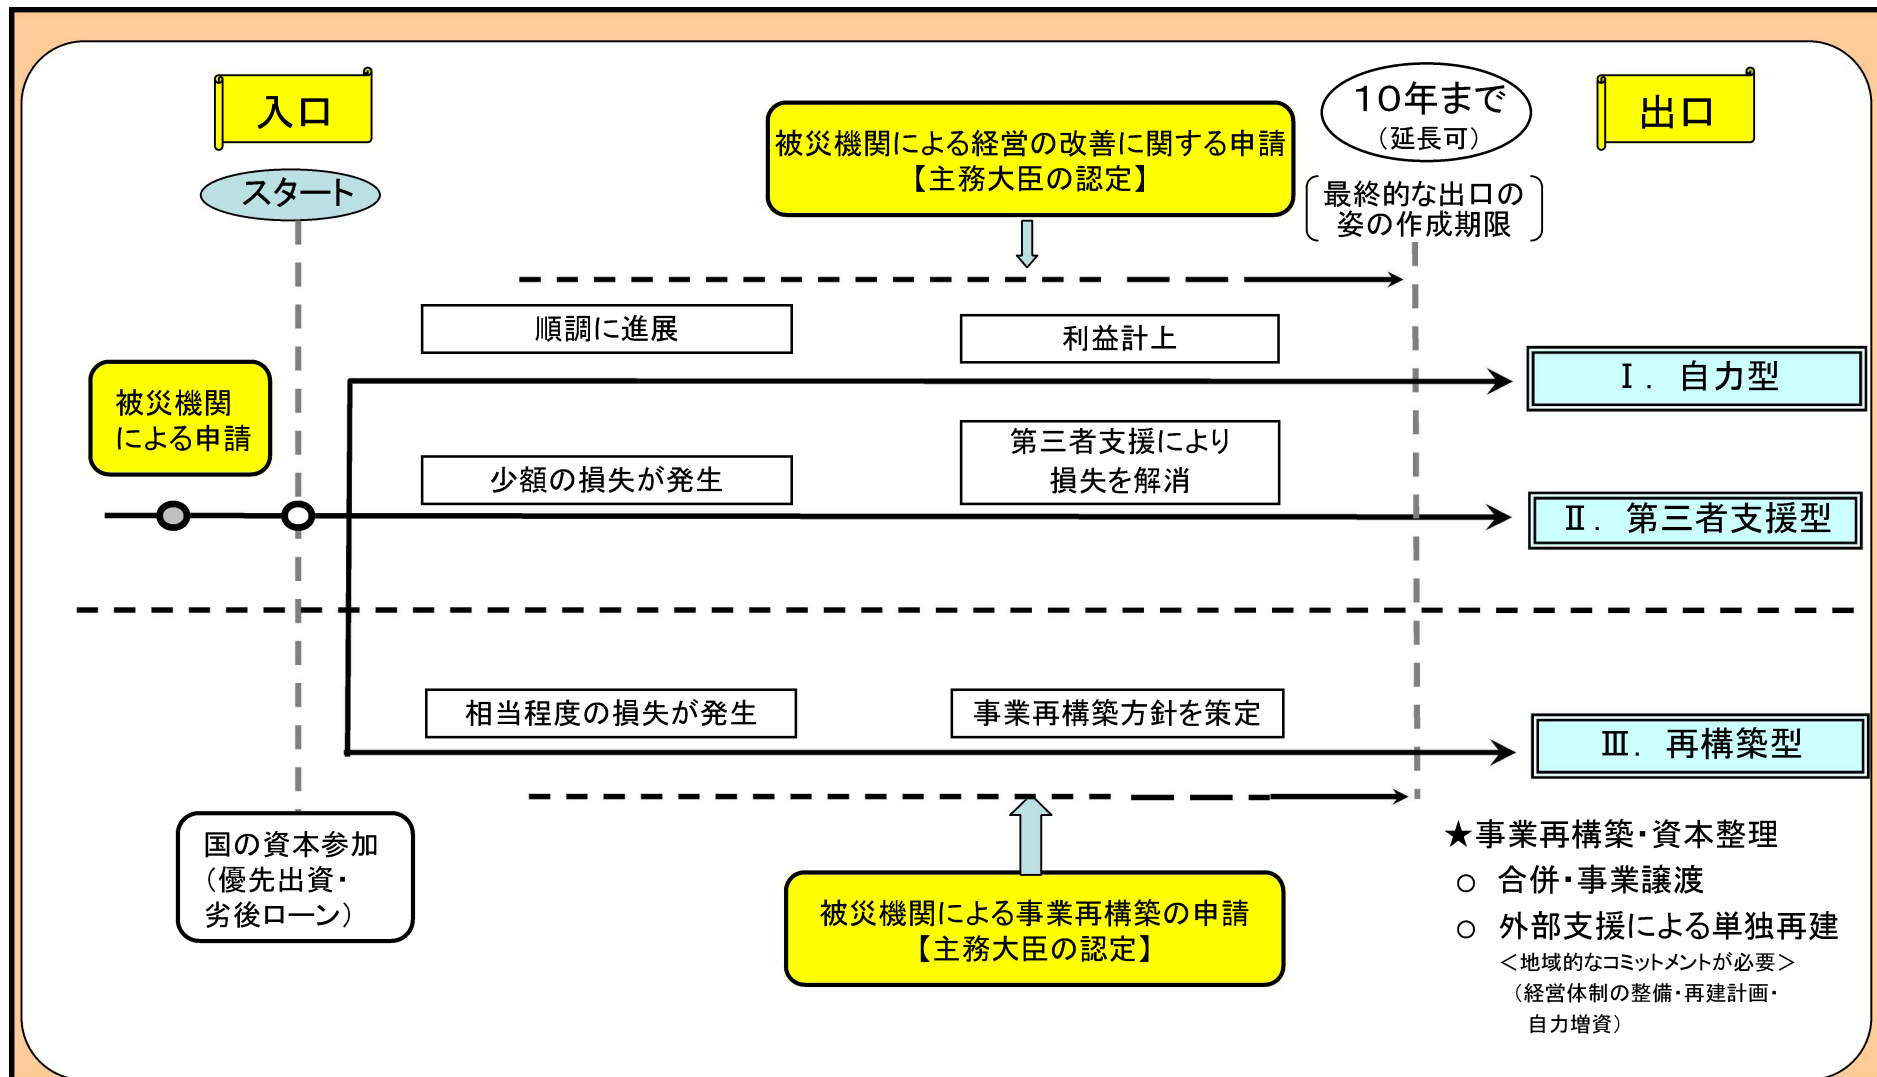 入口
スタート
被災機関による経営の改善に関する申請
【主務大臣の認定】
10年まで
(延長可)
最終的な出口の
姿の作成期限
出口
順調に進展
利益計上
Ⅰ．自力型
被災機関
による申請
少額の損失が発生
第三者支援により
損失を解消
Ⅱ．第三者支援型
相当程度の損失が発生
事業再構築方針を策定
Ⅲ．再構築型
国の資本参加
(優先出資・
劣後ローン)
被災機関による事業再構築の申請
【主務大臣の認定】
★事業再構築・資本整理
○ 合併・事業譲渡
○ 外部支援による単独再建
＜地域的なコミットメントが必要＞
(経営体制の整備・再建計画・
自力増資)